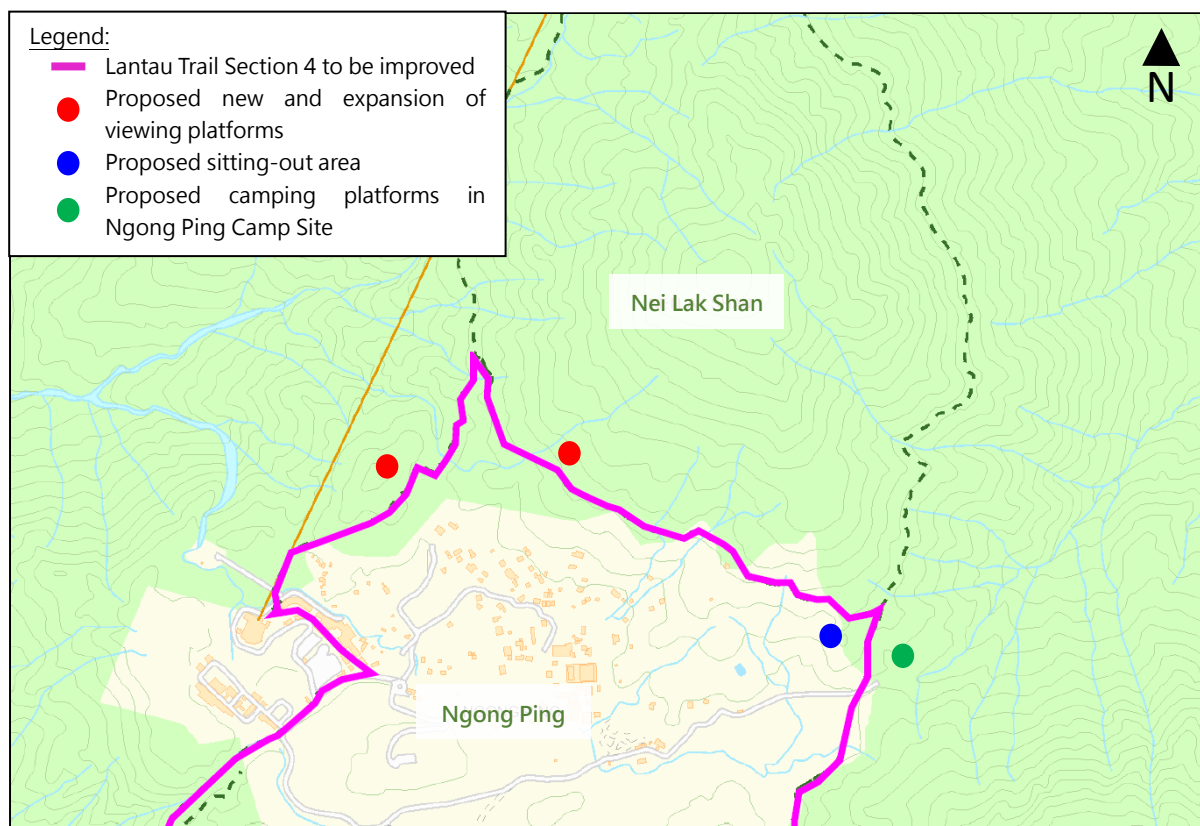 Legend:
Lantau Trail Section 4 to be improved
Proposed new and expansion of
viewing platforms
Proposed sitting-out area
Proposed camping platforms in
Ngong Ping Camp Site
N
Nei Lak Shan
Ngong Ping